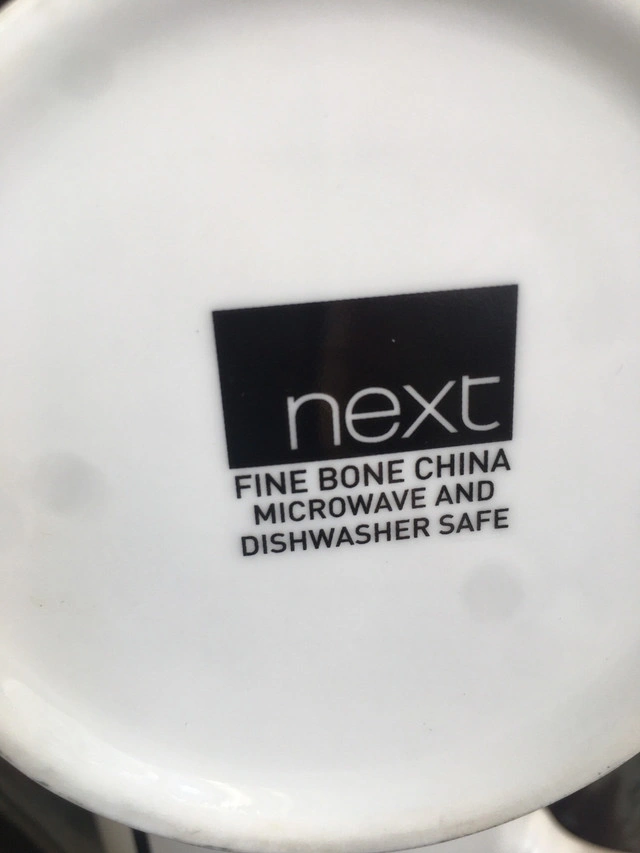 next
FINE BONE CHINA
MICROWAVE AND
DISHWASHER SAFE